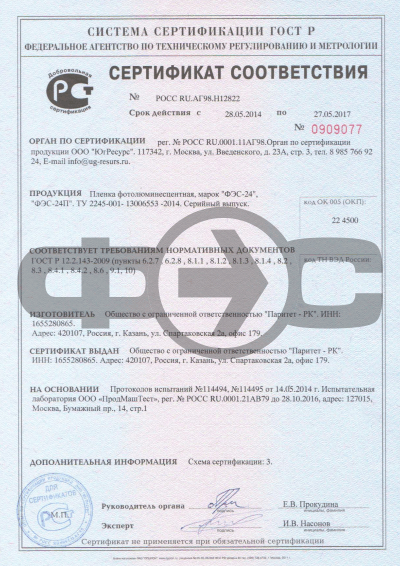 СИСТЕМА СЕРТИФИКАЦИИ ГОСТ Р
ФЕДЕРАЛЬНОЕ АГЕНТСТВО ПО ТЕХНИЧЕСКОМУ РЕГУЛИРОВАНИЮ И МЕТРОЛОГИИ
Добровольная
сертификация
РСТ
СЕРТИФИКАТ СООТВЕТСТВИЯ
№ РОСС RU.АГ98.Н12822
Срок действия с 28.05.2014 по 27.05.2017
№ 0909077
ОРГАН ПО СЕРТИФИКАЦИИ рег. № РОСС RU.0001.11АГ98.Орган по сертификации
продукции ООО "ЮгРесурс". 117342, г. Москва, ул. Введенского, д. 23А, стр. 3, тел. 8 985 766 92
24, E-mail info@ug-resurs.ru.
ПРОДУКЦИЯ Пленка фотолюминесцентная, марок "ФЭС-24",
"ФЭС-24П". ТУ 2245-001- 13006553 -2014. Серийный выпуск.
код ОК 005 (ОКП):
22 4500
СООТВЕТСТВУЕТ ТРЕБОВАНИЯМ НОРМАТИВНЫХ ДОКУМЕНТОВ
ГОСТ Р 12.2.143-2009 (пункты 6.2.7 , 6.2.8 , 8.1.1 , 8.1.2 , 8.1.3 , 8.1.4 , 8.2 ,
8.3 , 8.4.1 , 8.4.2 , 8.6 , 9.1, 10)
код ТН ВЭД России:
ФЭС
ИЗГОТОВИТЕЛЬ Общество с ограниченной ответственностью "Паритет - РК". ИНН:
1655280865.
Адрес: 420107, Россия, г. Казань, ул. Спартаковская 2а, офис 179.
СЕРТИФИКАТ ВЫДАН Общество с ограниченной ответственностью "Паритет - РК".
ИНН: 1655280865. Адрес: 420107, Россия, г. Казань, ул. Спартаковская 2а, офис 179.
НА ОСНОВАНИИ Протоколов испытаний №114494, №114495 от 14.05.2014 г. Испытательная
лаборатория ООО «ПродМашТест», рег. № РОСС RU.0001.21АВ79 до 28.10.2016, адрес: 127015,
Москва, Бумажный пр., 14, стр.1
ДОПОЛНИТЕЛЬНАЯ ИНФОРМАЦИЯ Схема сертификации: 3.
ДЛЯ
СЕРТИФИКАТОВ
М.П.
Руководитель органа
подпись
Е.В. Прокудина
инициалы, фамилия
Эксперт
подпись
И.В. Насонов
инициалы, фамилия
Сертификат не применяется при обязательной сертификации